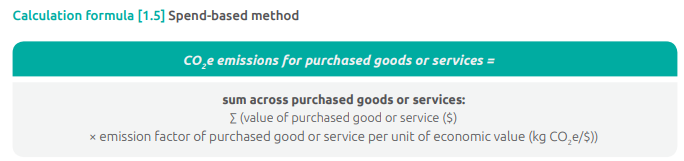 Calculation formula [1.5] Spend-based method
CO₂e emissions for purchased goods or services =
sum across purchased goods or services:
∑ (value of purchased good or service ($)
× emission factor of purchased good or service per unit of economic value (kg CO₂e/$))